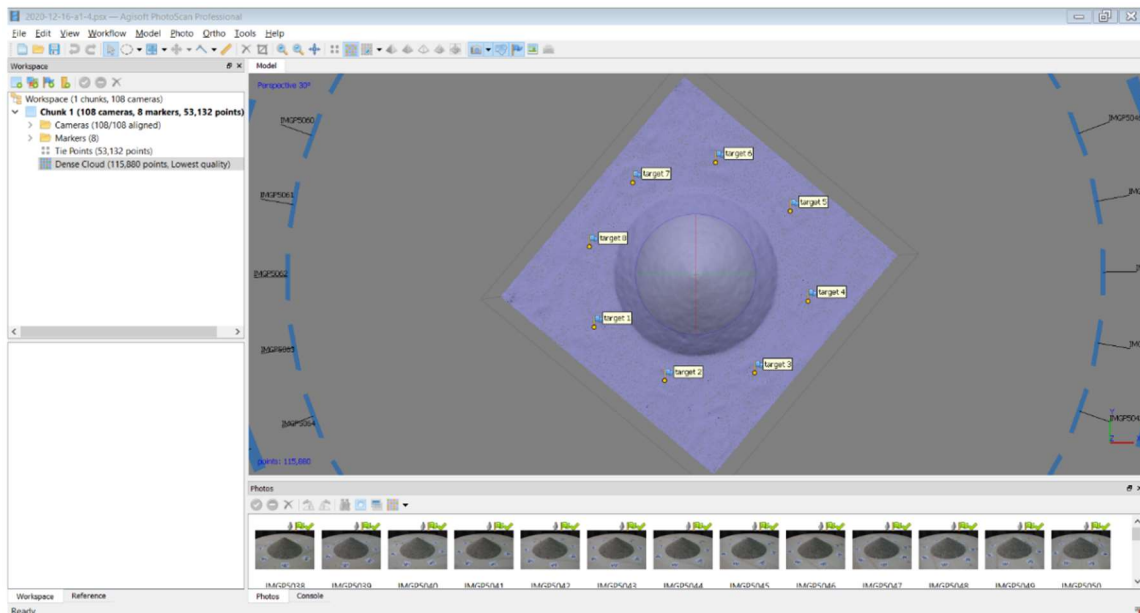 2020-12-16-a1-4.psx — Agisoft PhotoScan Professional
File Edit View Workflow Model Photo Ortho Tools Help
Workspace
Workspace (1 chunks, 108 cameras)
Chunk 1 (108 cameras, 8 markers, 53,132 points)
Cameras (108/108 aligned)
Markers (8)
Tie Points (53,132 points)
Dense Cloud (115,880 points, Lowest quality)
Model
Perspective 30°
IMGP5060
IMGP5061
IMGP5062
IMGP5063
IMGP5064
target 6
target 7
target 5
target 8
target 4
target 1
target 3
target 2
Y
Z
X
points: 115,880
Photos
IMGP5038 IMGP5039 IMGP5040 IMGP5041 IMGP5042 IMGP5043 IMGP5044 IMGP5045 IMGP5046 IMGP5047 IMGP5048 IMGP5049 IMGP5050
Workspace Reference
Photos Console
Ready